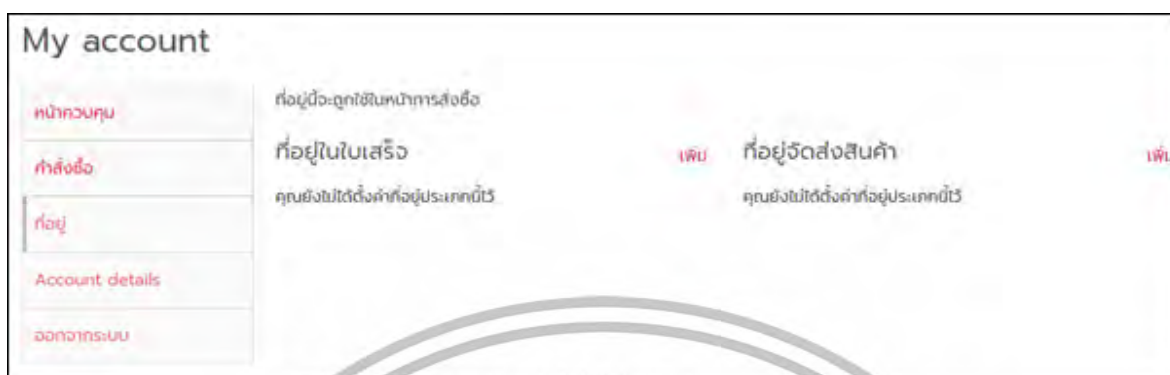 My account
หน้าควบคุม
คำสั่งซื้อ
ที่อยู่
Account details
ออกจากระบบ
ที่อยู่นี้จะถูกใช้ในหน้าการสั่งซื้อ
ที่อยู่ในใบเสร็จ เพิ่ม
คุณยังไม่ได้ตั้งค่าที่อยู่ประเภทนี้ไว้
ที่อยู่จัดส่งสินค้า เพิ่ม
คุณยังไม่ได้ตั้งค่าที่อยู่ประเภทนี้ไว้